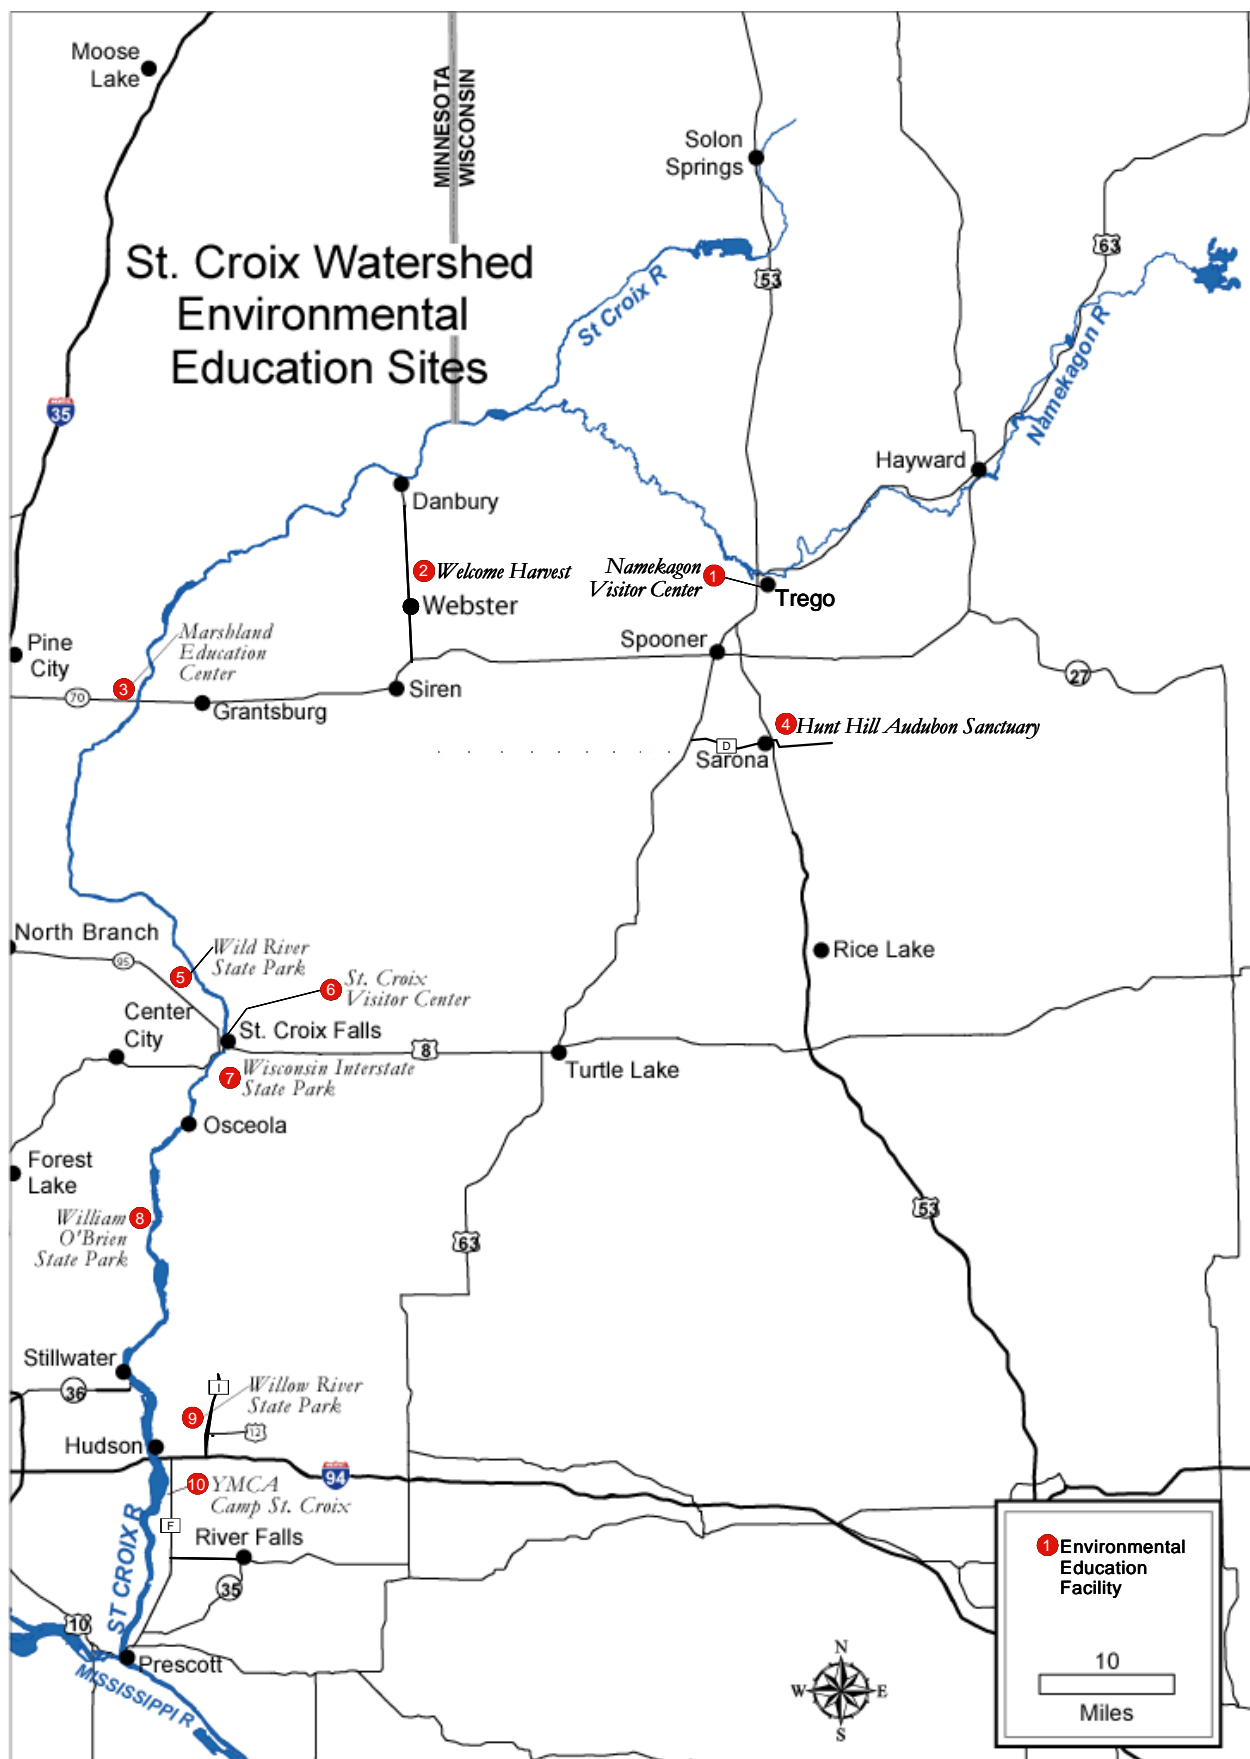 Moose
Lake
MINNESOTA
WISCONSIN
Solon
Springs
St. Croix Watershed
Environmental
Education Sites
63
53
St Croix R
Namekagon R
35
Hayward
Danbury
2 Welcome Harvest
Namekagon
Visitor Center
1
Trego
Webster
Pine
City
Marshland
Education
Center
3
Spooner
70
Siren
Grantsburg
27
4 Hunt Hill Audubon Sanctuary
D
Sarona
North Branch
95
Wild River
State Park
5
Rice Lake
6
St. Croix
Visitor Center
Center
City
St. Croix Falls
8
Turtle Lake
7
Wisconsin Interstate
State Park
Osceola
Forest
Lake
53
William
O'Brien
State Park
8
63
Stillwater
36
I
Willow River
State Park
9
12
Hudson
94
10 YMCA
Camp St. Croix
F
ST CROIX R
River Falls
35
10
Prescott
MISSISSIPPI R
1 Environmental
Education
Facility
10
Miles
N
W E
S